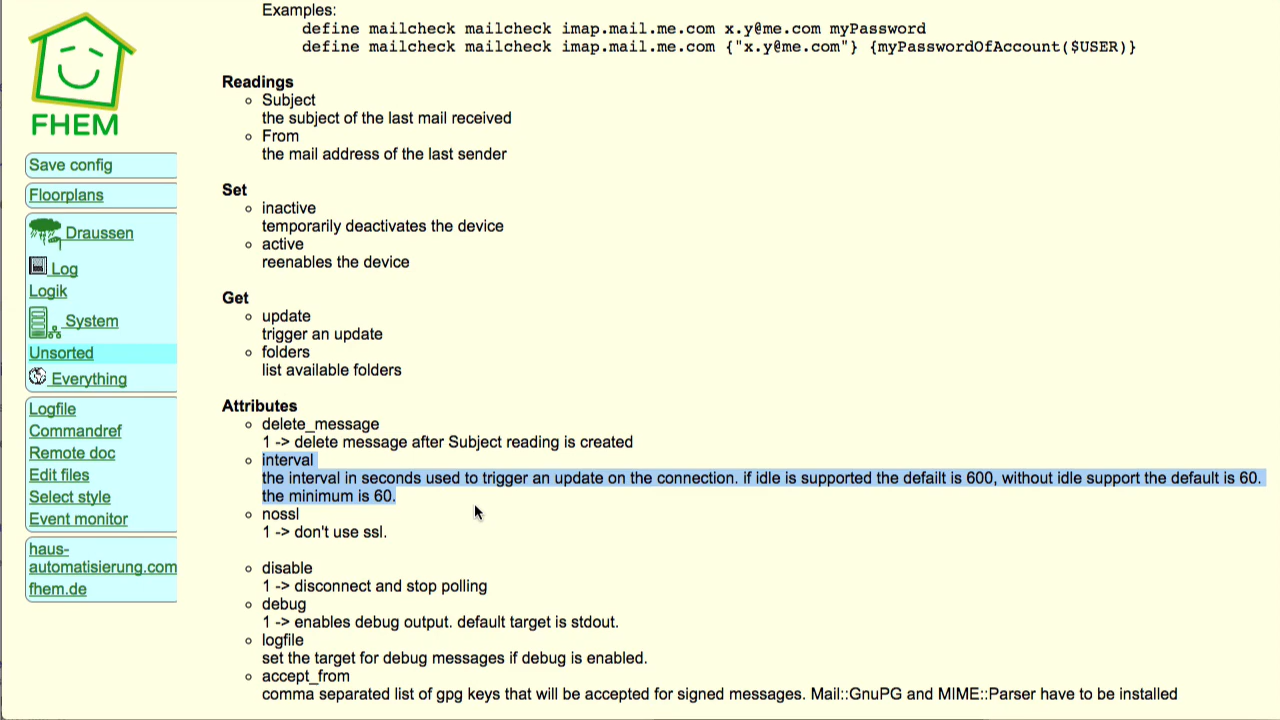 FHEM
Save config
Floorplans
Draussen
Log
Logik
System
Unsorted
Everything
Logfile
Commandref
Remote doc
Edit files
Select style
Event monitor
haus-
automatisierung.com
fhem.de
Examples:
define mailcheck mailcheck imap.mail.me.com x.y@me.com myPassword
define mailcheck mailcheck imap.mail.me.com {"x.y@me.com"} {myPasswordOfAccount($USER)}
Readings
Subject
the subject of the last mail received
From
the mail address of the last sender
Set
inactive
temporarily deactivates the device
active
reenables the device
Get
update
trigger an update
folders
list available folders
Attributes
delete_message
1 -> delete message after Subject reading is created
interval
the interval in seconds used to trigger an update on the connection. if idle is supported the defailt is 600, without idle support the default is 60.
the minimum is 60.
nossl
1 -> don't use ssl.
disable
1 -> disconnect and stop polling
debug
1 -> enables debug output. default target is stdout.
logfile
set the target for debug messages if debug is enabled.
accept_from
comma separated list of gpg keys that will be accepted for signed messages. Mail::GnuPG and MIME::Parser have to be installed